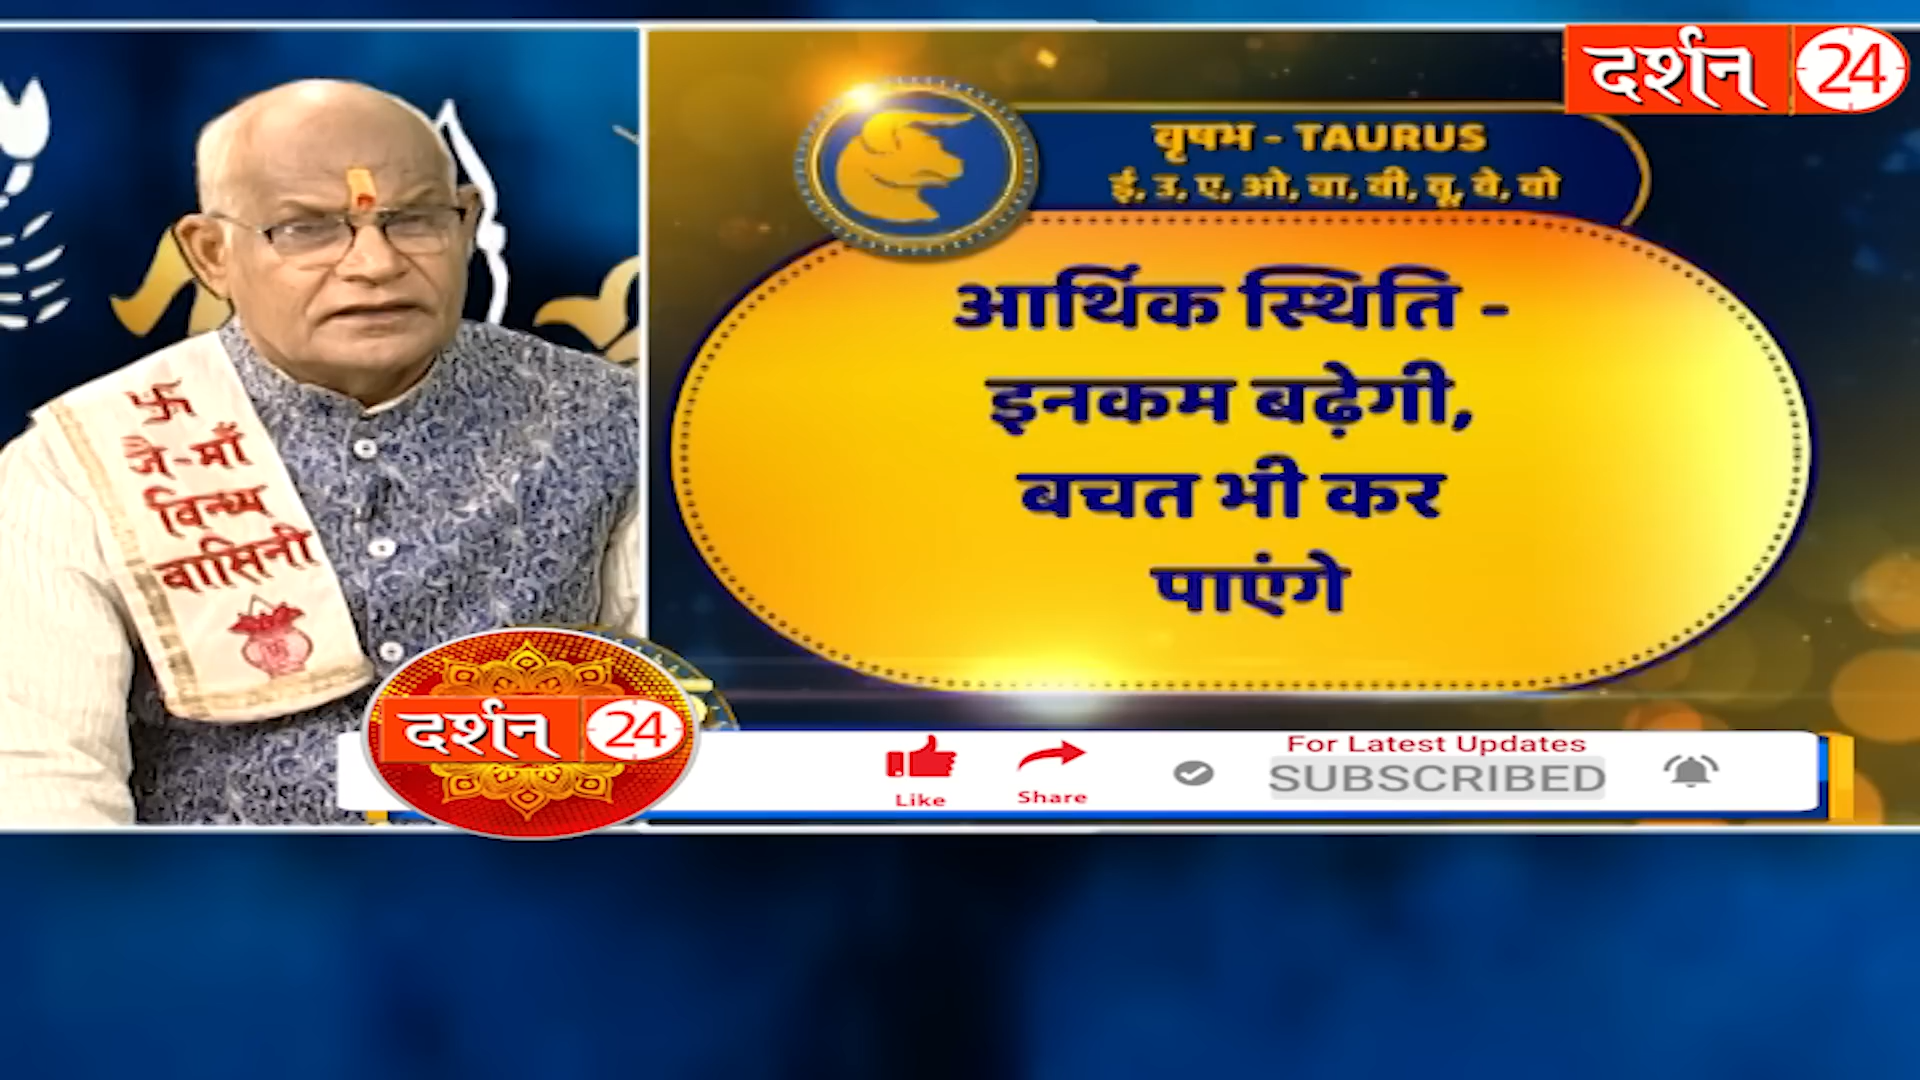 दर्शन 24
वृषभ - TAURUS
ई, उ, ए, ओ, वा, वी, वू, वे, वो
आर्थिक स्थिति -
इनकम बढ़ेगी,
बचत भी कर
पाएंगे
जै-माँ
विन्ध्य
वासिनी
दर्शन 24
Like
Share
For Latest Updates
SUBSCRIBED